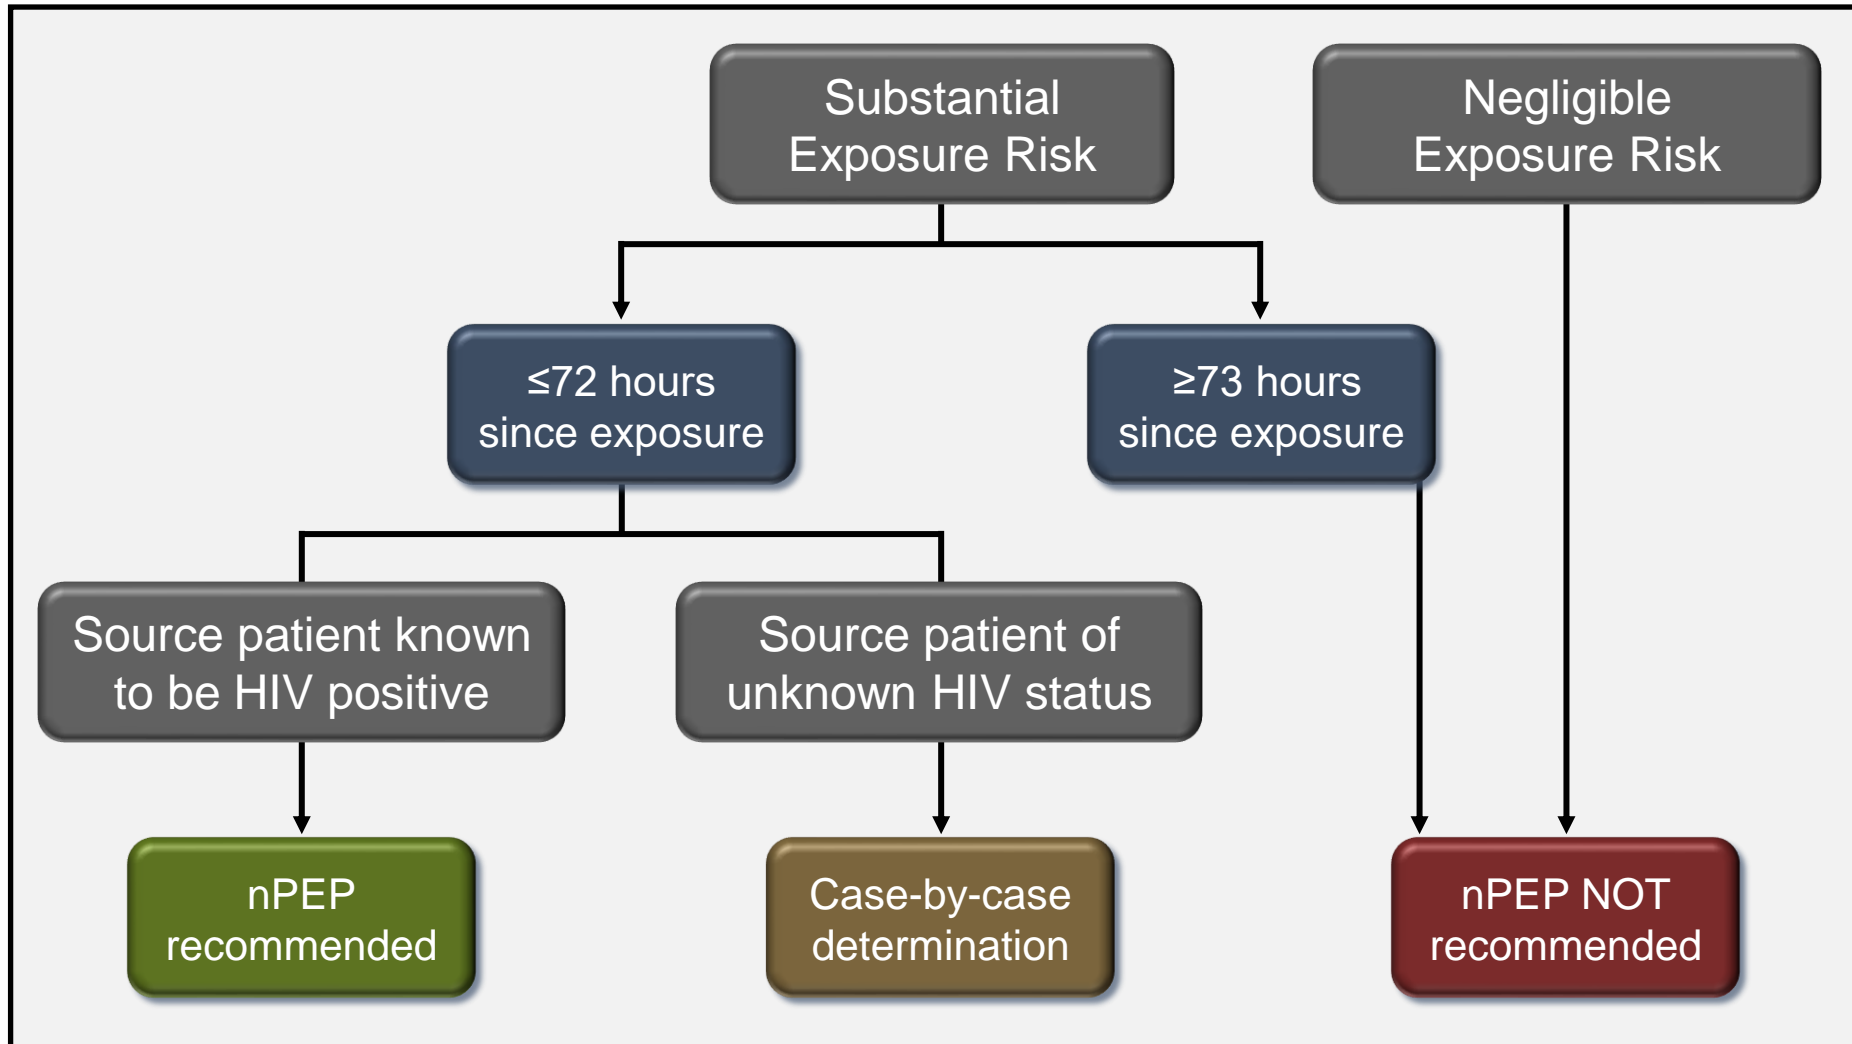 Substantial
Exposure Risk
Negligible
Exposure Risk
≤72 hours
since exposure
≥73 hours
since exposure
Source patient known
to be HIV positive
Source patient of
unknown HIV status
nPEP
recommended
Case-by-case
determination
nPEP NOT
recommended